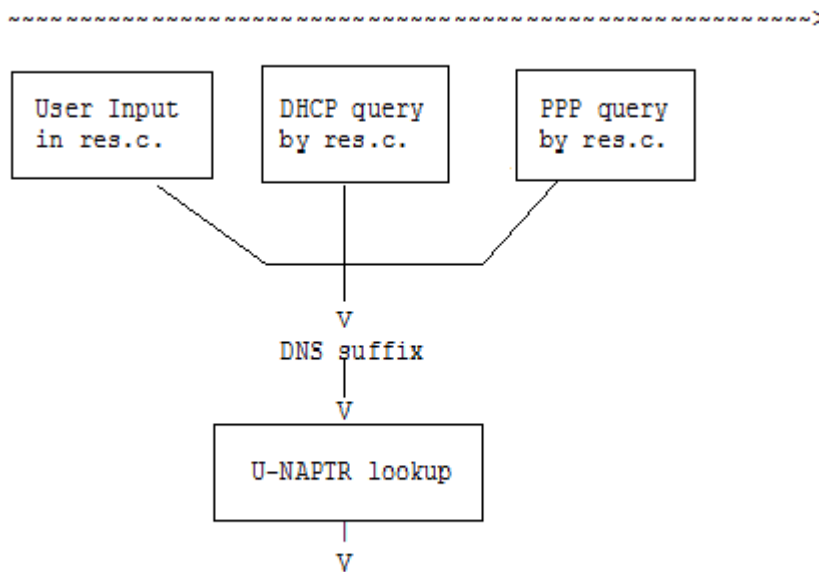 ~~~~~~~~~~~~~~~~~~~~~~~~~~~~~~~~~~~~~~~~~~~~~~~~~~~~~~~~>
User Input
in res.c.
DHCP query
by res.c.
PPP query
by res.c.
V
DNS suffix
V
U-NAPTR lookup
V